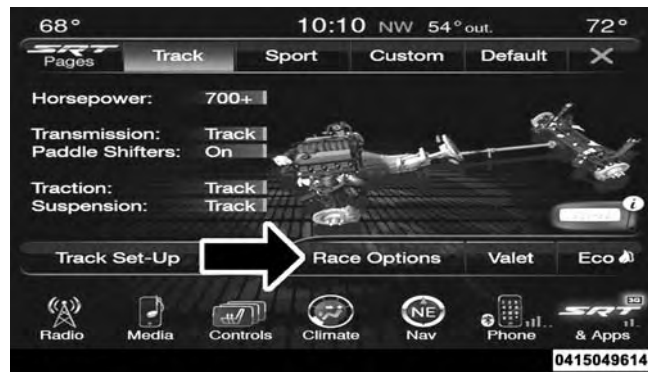 68° 10:10 NW 54° out. 72°
SRT Pages Track Sport Custom Default X
Horsepower: 700+
Transmission: Track
Paddle Shifters: On
Traction: Track
Suspension: Track
i
Track Set-Up Race Options Valet Eco
NE
3G
SRT
Radio Media Controls Climate Nav Phone & Apps
0415049614